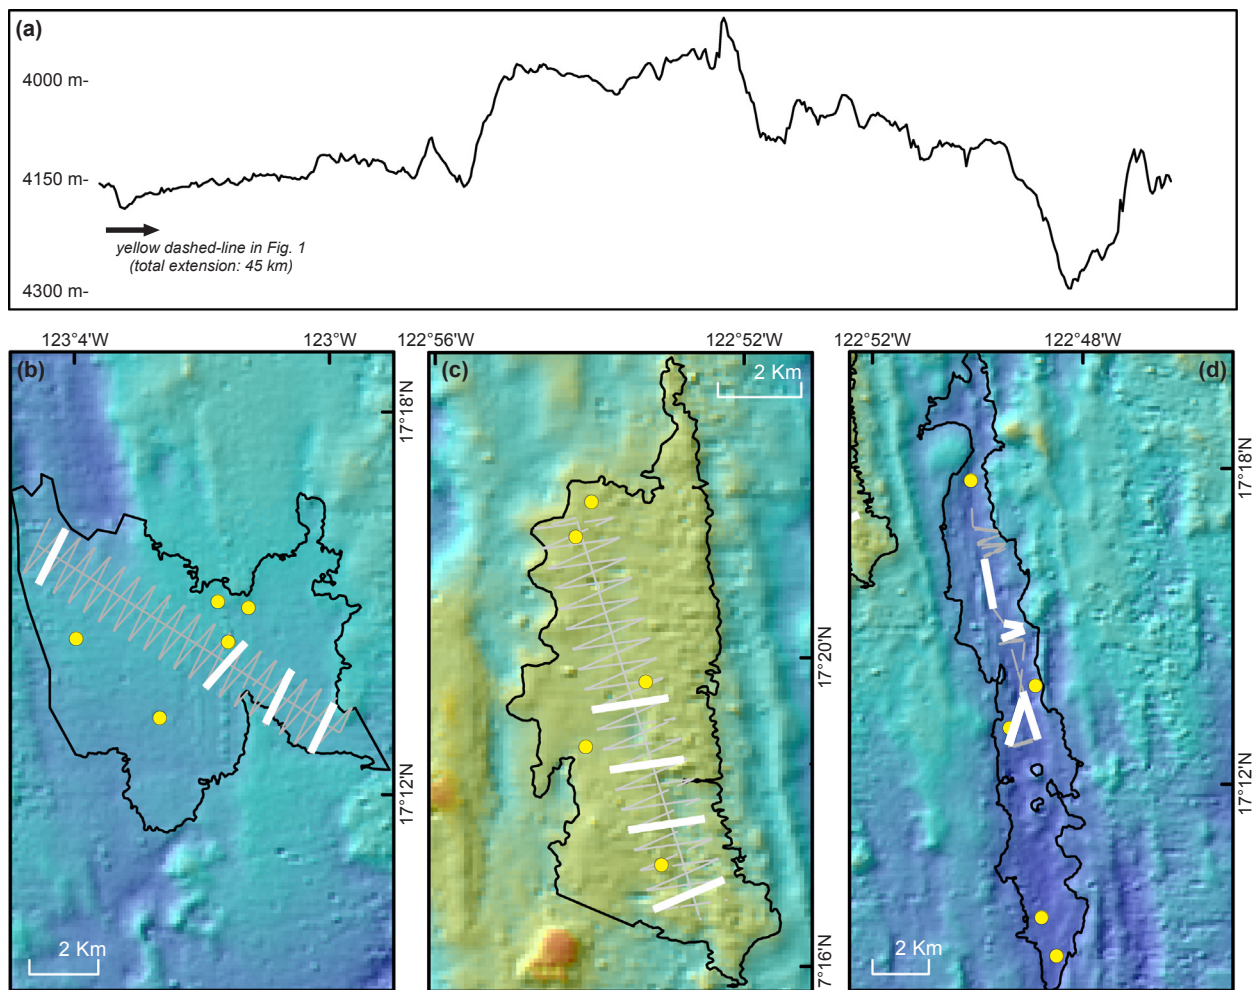 (a)
4000 m-
4150 m-
yellow dashed-line in Fig. 1
(total extension: 45 km)
4300 m-
123°4'W
123°W
122°56'W
122°52'W
122°52'W
122°48'W
(b)
(c)
(d)
2 Km
17°18'N
17°18'N
17°20'N
17°12'N
17°12'N
2 Km
2 Km
7°16'N